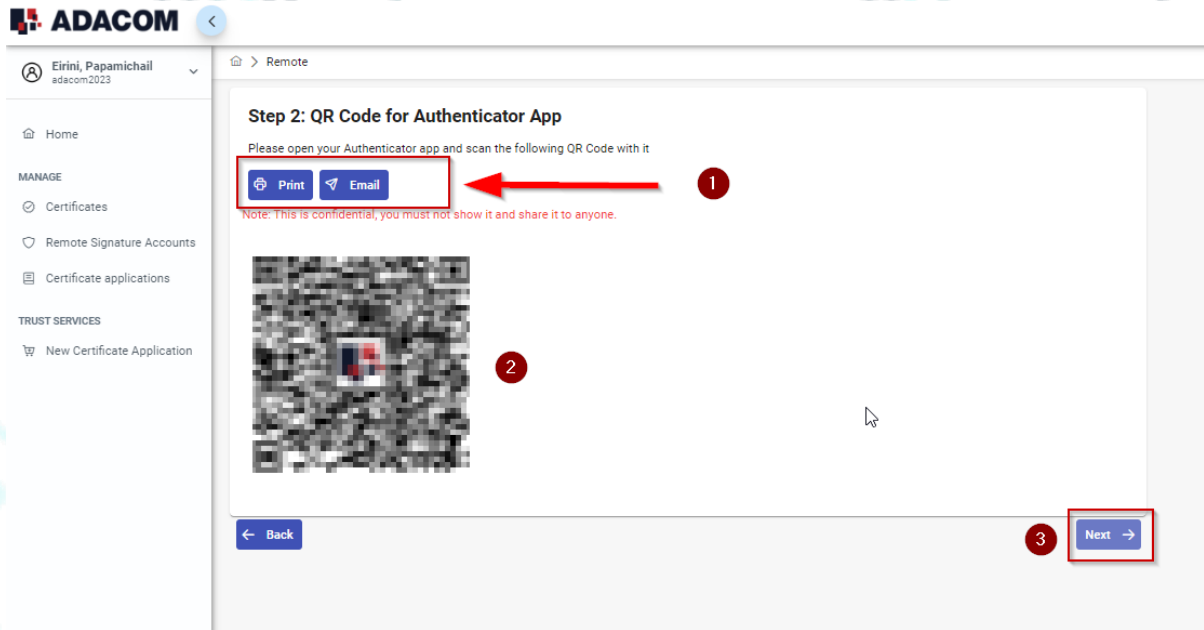 ADACOM
Eirini, Papamichail
adacom2023
Remote
Home
MANAGE
Certificates
Remote Signature Accounts
Certificate applications
TRUST SERVICES
New Certificate Application
Step 2: QR Code for Authenticator App
Please open your Authenticator app and scan the following QR Code with it
Print Email
1
Note: This is confidential, you must not show it and share it to anyone.
2
Back
3
Next